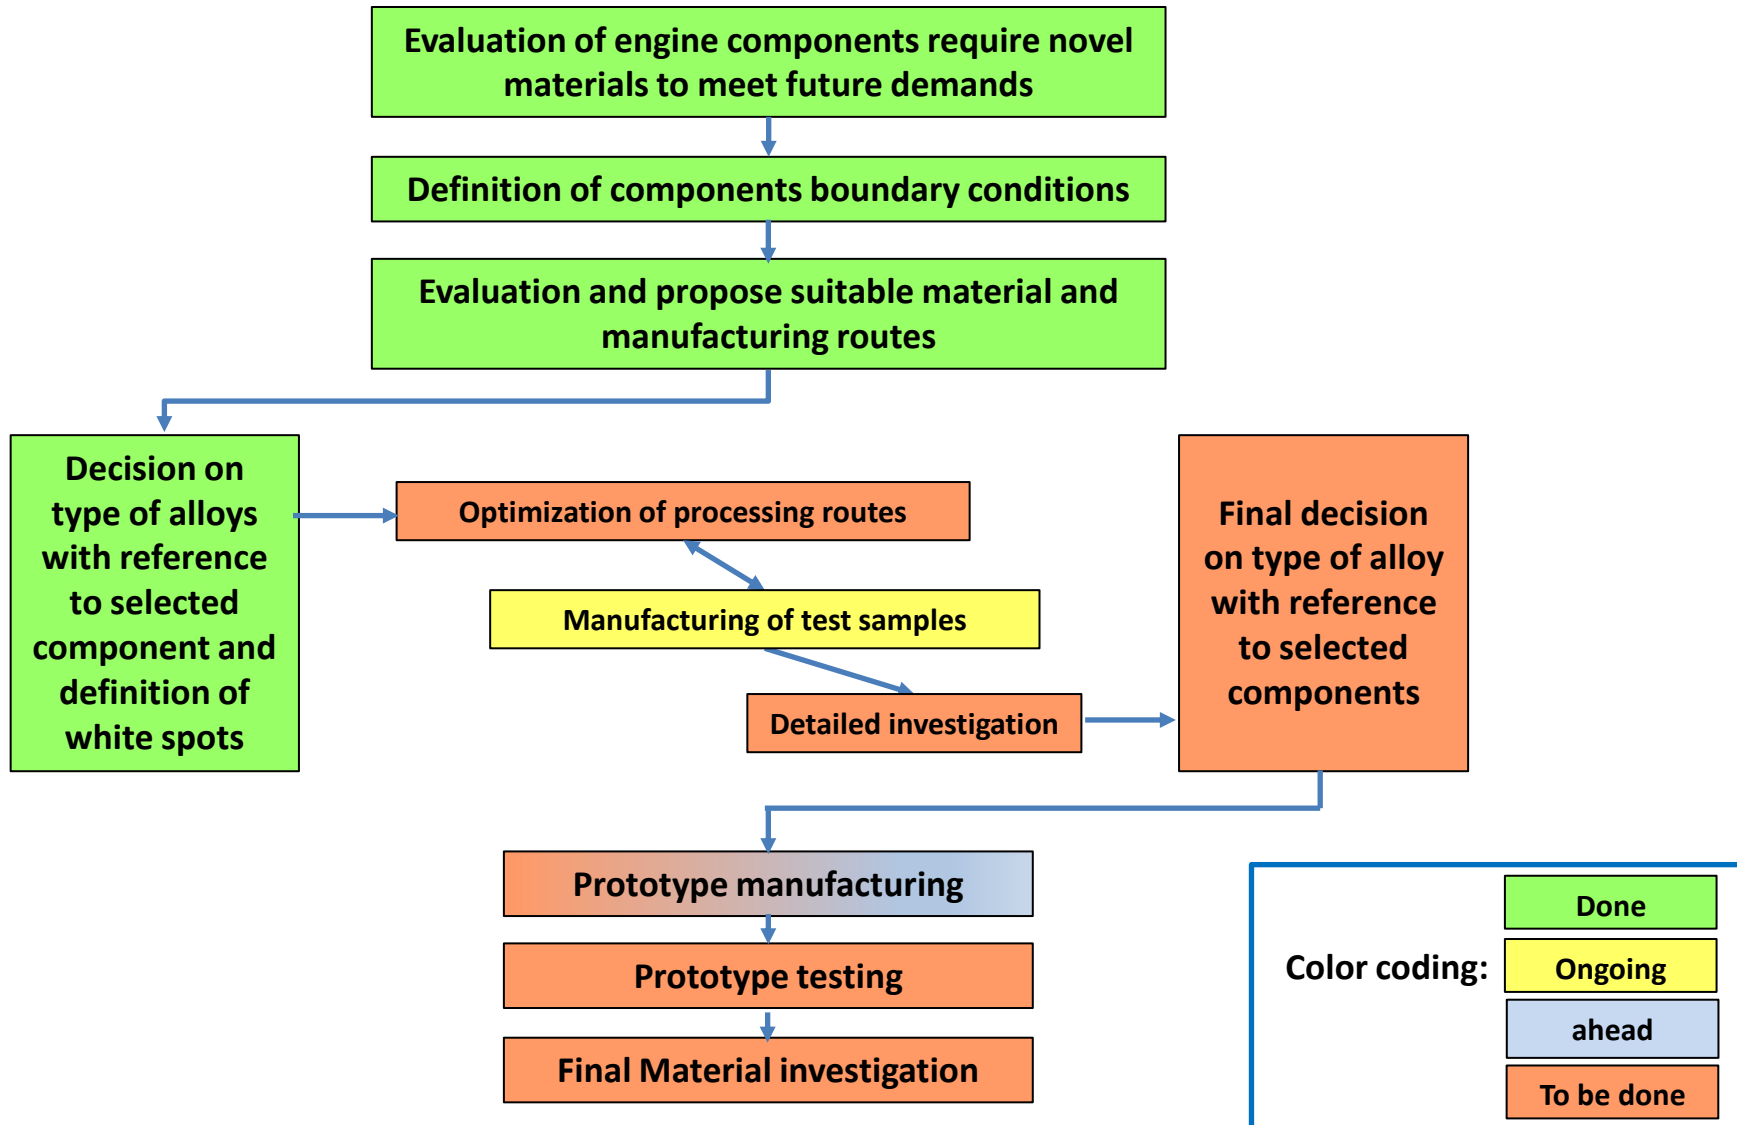 Evaluation of engine components require novel
materials to meet future demands
Definition of components boundary conditions
Evaluation and propose suitable material and
manufacturing routes
Decision on
type of alloys
with reference
to selected
component and
definition of
white spots
Optimization of processing routes
Manufacturing of test samples
Detailed investigation
Final decision
on type of alloy
with reference
to selected
components
Prototype manufacturing
Prototype testing
Final Material investigation
Color coding:
Done
Ongoing
ahead
To be done